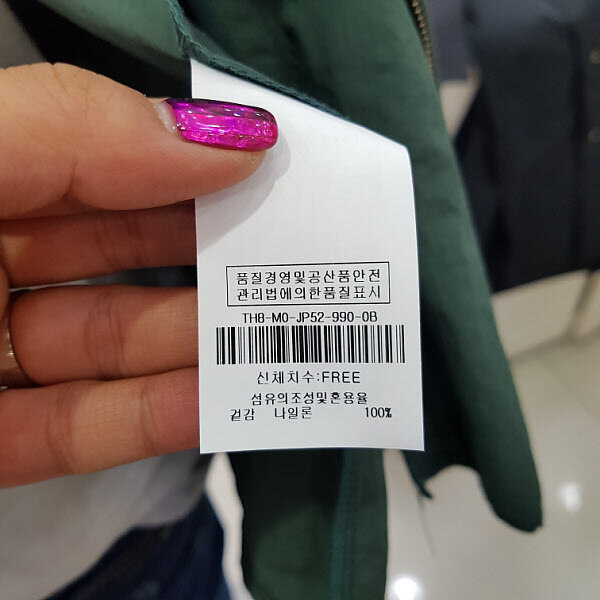 품질경영및공산품안전
관리법에의한품질표시
TH8-M0-JP52-990-0B
신체치수:FREE
섬유의조성및혼용율
겉감 나일론 100%